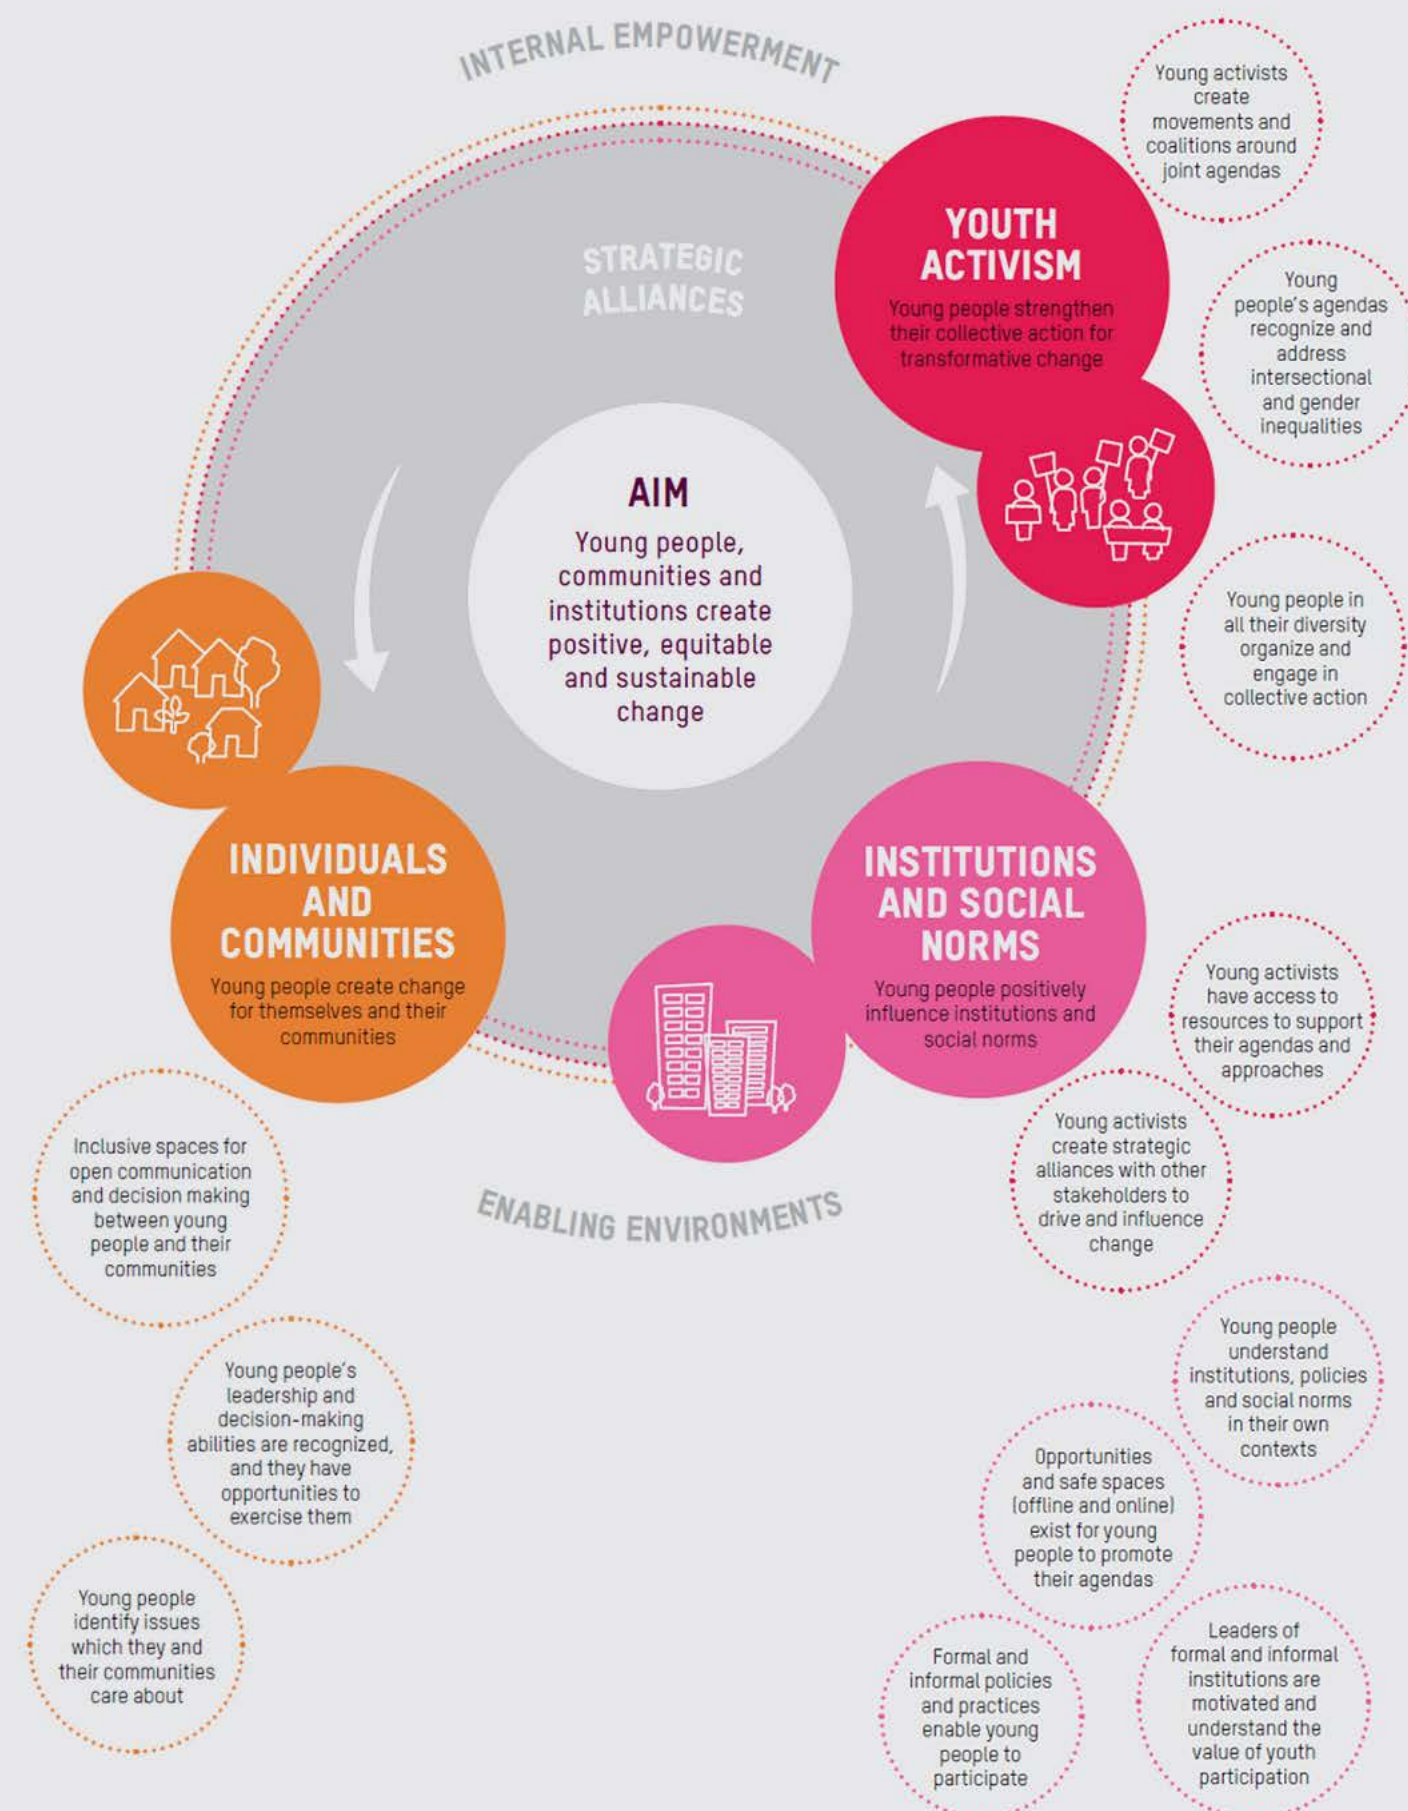 INTERNAL EMPOWERMENT
STRATEGIC
ALLIANCES
AIM
Young people,
communities and
institutions create
positive, equitable
and sustainable
change
YOUTH
ACTIVISM
Young people strengthen
their collective action for
transformative change
Young activists
create
movements and
coalitions around
joint agendas
Young
people's agendas
recognize and
address
intersectional
and gender
inequalities
Young people in
all their diversity
organize and
engage in
collective action
Young activists
have access to
resources to support
their agendas and
approaches
Young activists
create strategic
alliances with other
stakeholders to
drive and influence
change
INSTITUTIONS
AND SOCIAL
NORMS
Young people positively
influence institutions and
social norms
Young people
understand
institutions, policies
and social norms
in their own
contexts
Opportunities
and safe spaces
(offline and online)
exist for young
people to promote
their agendas
Leaders of
formal and informal
institutions are
motivated and
understand the
value of youth
participation
Formal and
informal policies
and practices
enable young
people to
participate
ENABLING ENVIRONMENTS
INDIVIDUALS
AND
COMMUNITIES
Young people create change
for themselves and their
communities
Inclusive spaces for
open communication
and decision making
between young
people and their
communities
Young people's
leadership and
decision-making
abilities are recognized,
and they have
opportunities to
exercise them
Young people
identify issues
which they and
their communities
care about